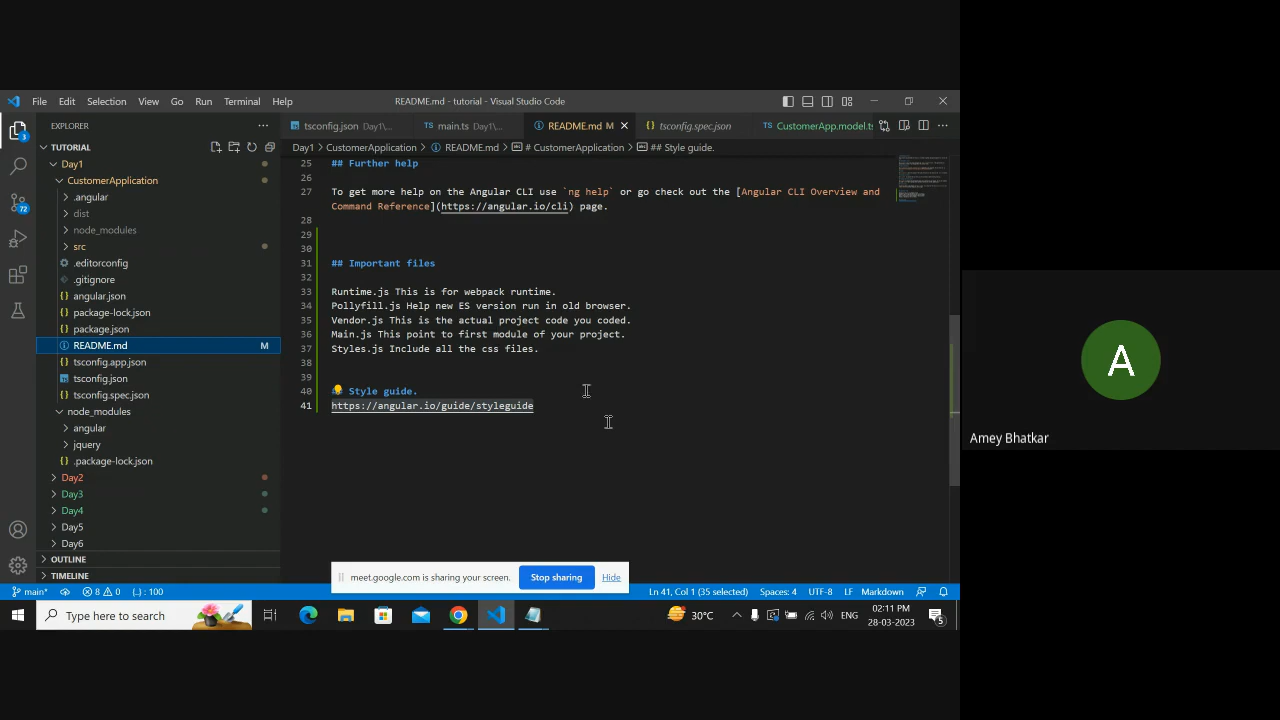 File Edit Selection View Go Run Terminal Help
README.md - tutorial - Visual Studio Code
EXPLORER
TUTORIAL
Day1
CustomerApplication
.angular
dist
node_modules
src
.editorconfig
.gitignore
angular.json
package-lock.json
package.json
README.md M
tsconfig.app.json
tsconfig.json
tsconfig.spec.json
node_modules
angular
jquery
.package-lock.json
Day2
Day3
Day4
Day5
Day6
OUTLINE
TIMELINE
3
72
tsconfig.json Day1\...
main.ts Day1\...
README.md M
tsconfig.spec.json
CustomerApp.model.ts
Day1 > CustomerApplication > README.md > # CustomerApplication > ## Style guide.
25 ## Further help
26
27 To get more help on the Angular CLI use `ng help` or go check out the [Angular CLI Overview and
Command Reference](https://angular.io/cli) page.
28
29
30
31 ## Important files
32
33 Runtime.js This is for webpack runtime.
34 Pollyfill.js Help new ES version run in old browser.
35 Vendor.js This is the actual project code you coded.
36 Main.js This point to first module of your project.
37 Styles.js Include all the css files.
38
39
40 Style guide.
41 https://angular.io/guide/styleguide
meet.google.com is sharing your screen. Stop sharing Hide
main* 8 0 {..} : 100 Ln 41, Col 1 (35 selected) Spaces: 4 UTF-8 LF Markdown
Type here to search
30°C
ENG
02:11 PM
28-03-2023
5
A
Amey Bhatkar